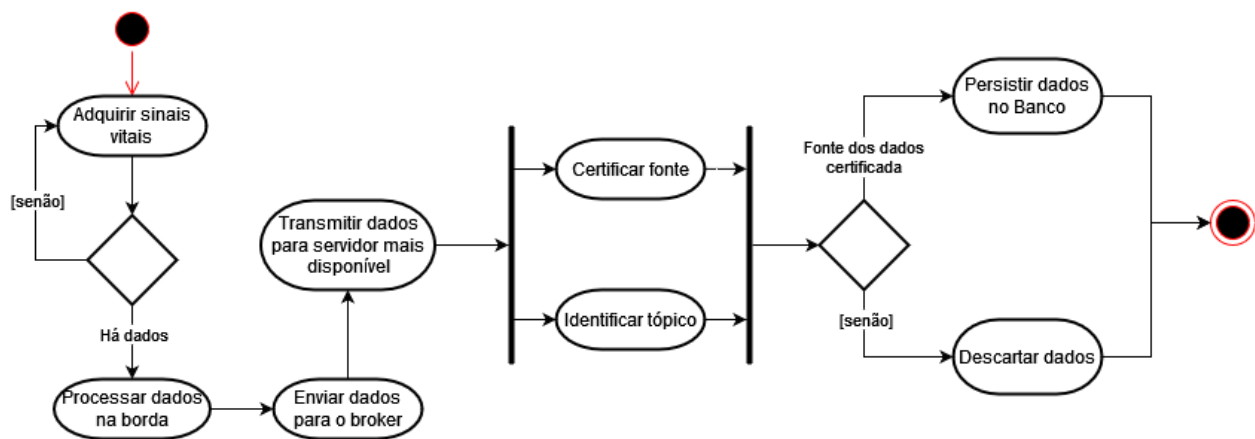 Adquirir sinais
vitais
[senão]
Há dados
Processar dados
na borda
Enviar dados
para o broker
Transmitir dados
para servidor mais
disponível
Certificar fonte
Identificar tópico
Fonte dos dados
certificada
[senão]
Persistir dados
no Banco
Descartar dados